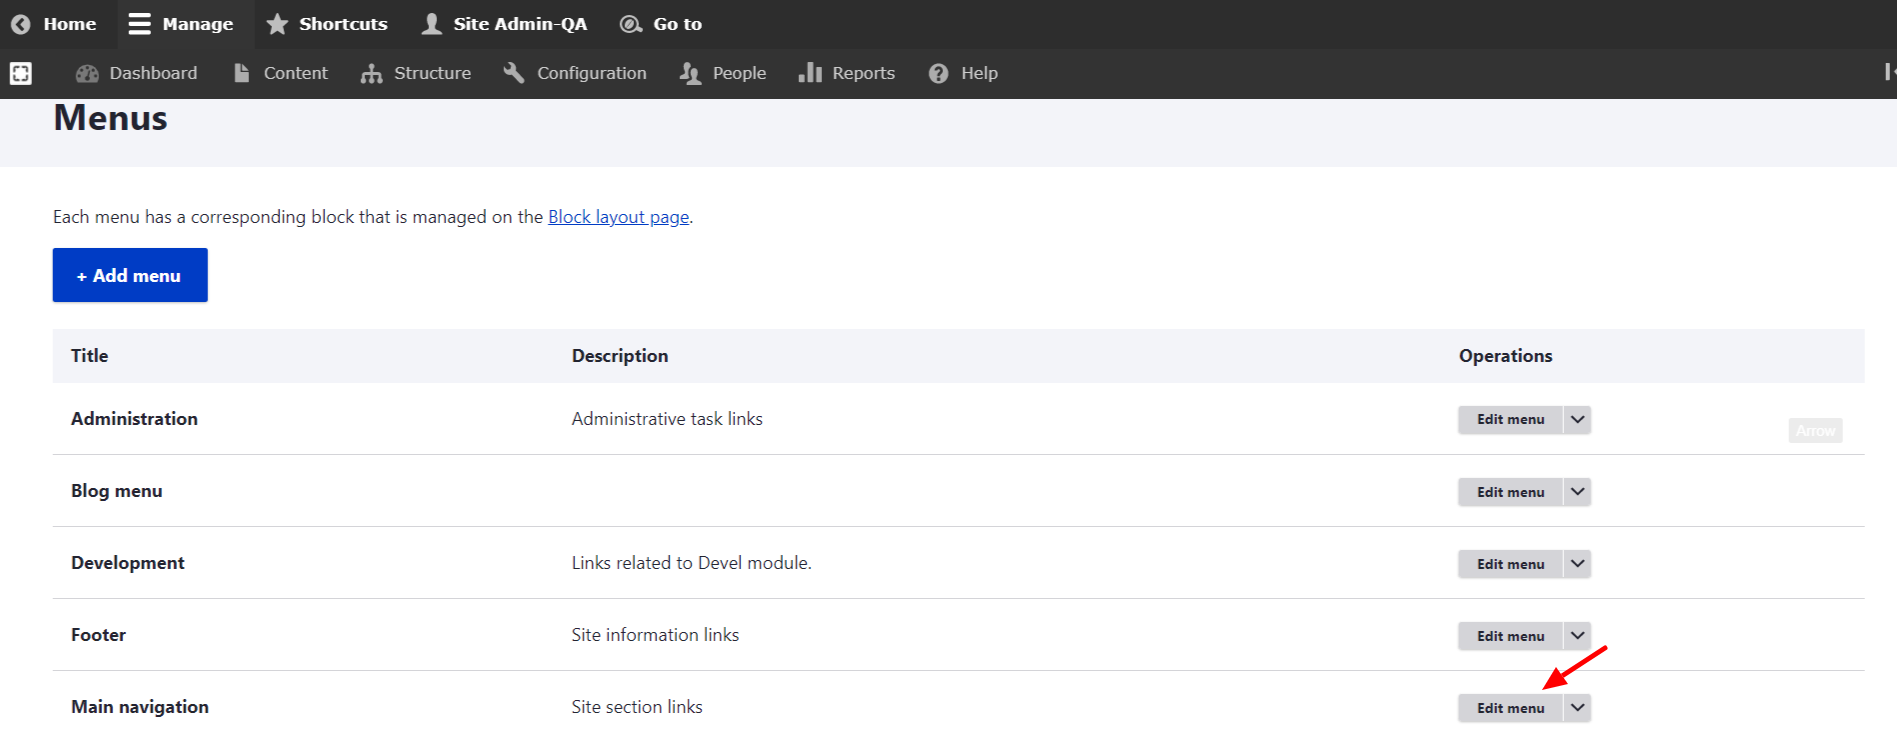 Home Manage Shortcuts Site Admin-QA Go to
Dashboard Content Structure Configuration People Reports Help
Menus
Each menu has a corresponding block that is managed on the Block layout page.
+ Add menu
Title Description Operations
Administration Administrative task links Edit menu
Arrow
Blog menu Edit menu
Development Links related to Devel module. Edit menu
Footer Site information links Edit menu
Main navigation Site section links Edit menu